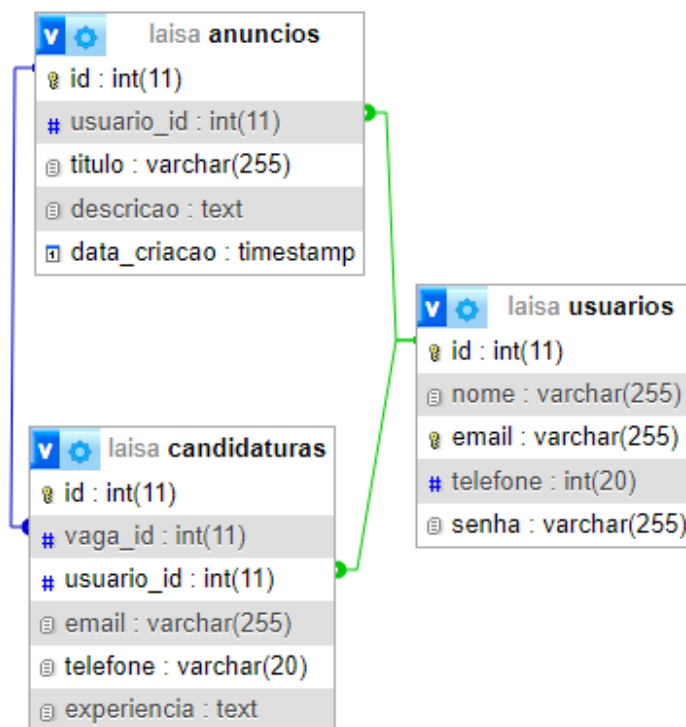 laisa anuncios
id : int(11)
usuario_id : int(11)
titulo : varchar(255)
descricao : text
data_criacao : timestamp
laisa usuarios
id : int(11)
nome : varchar(255)
email : varchar(255)
telefone : int(20)
senha : varchar(255)
laisa candidaturas
id : int(11)
vaga_id : int(11)
usuario_id : int(11)
email : varchar(255)
telefone : varchar(20)
experiencia : text